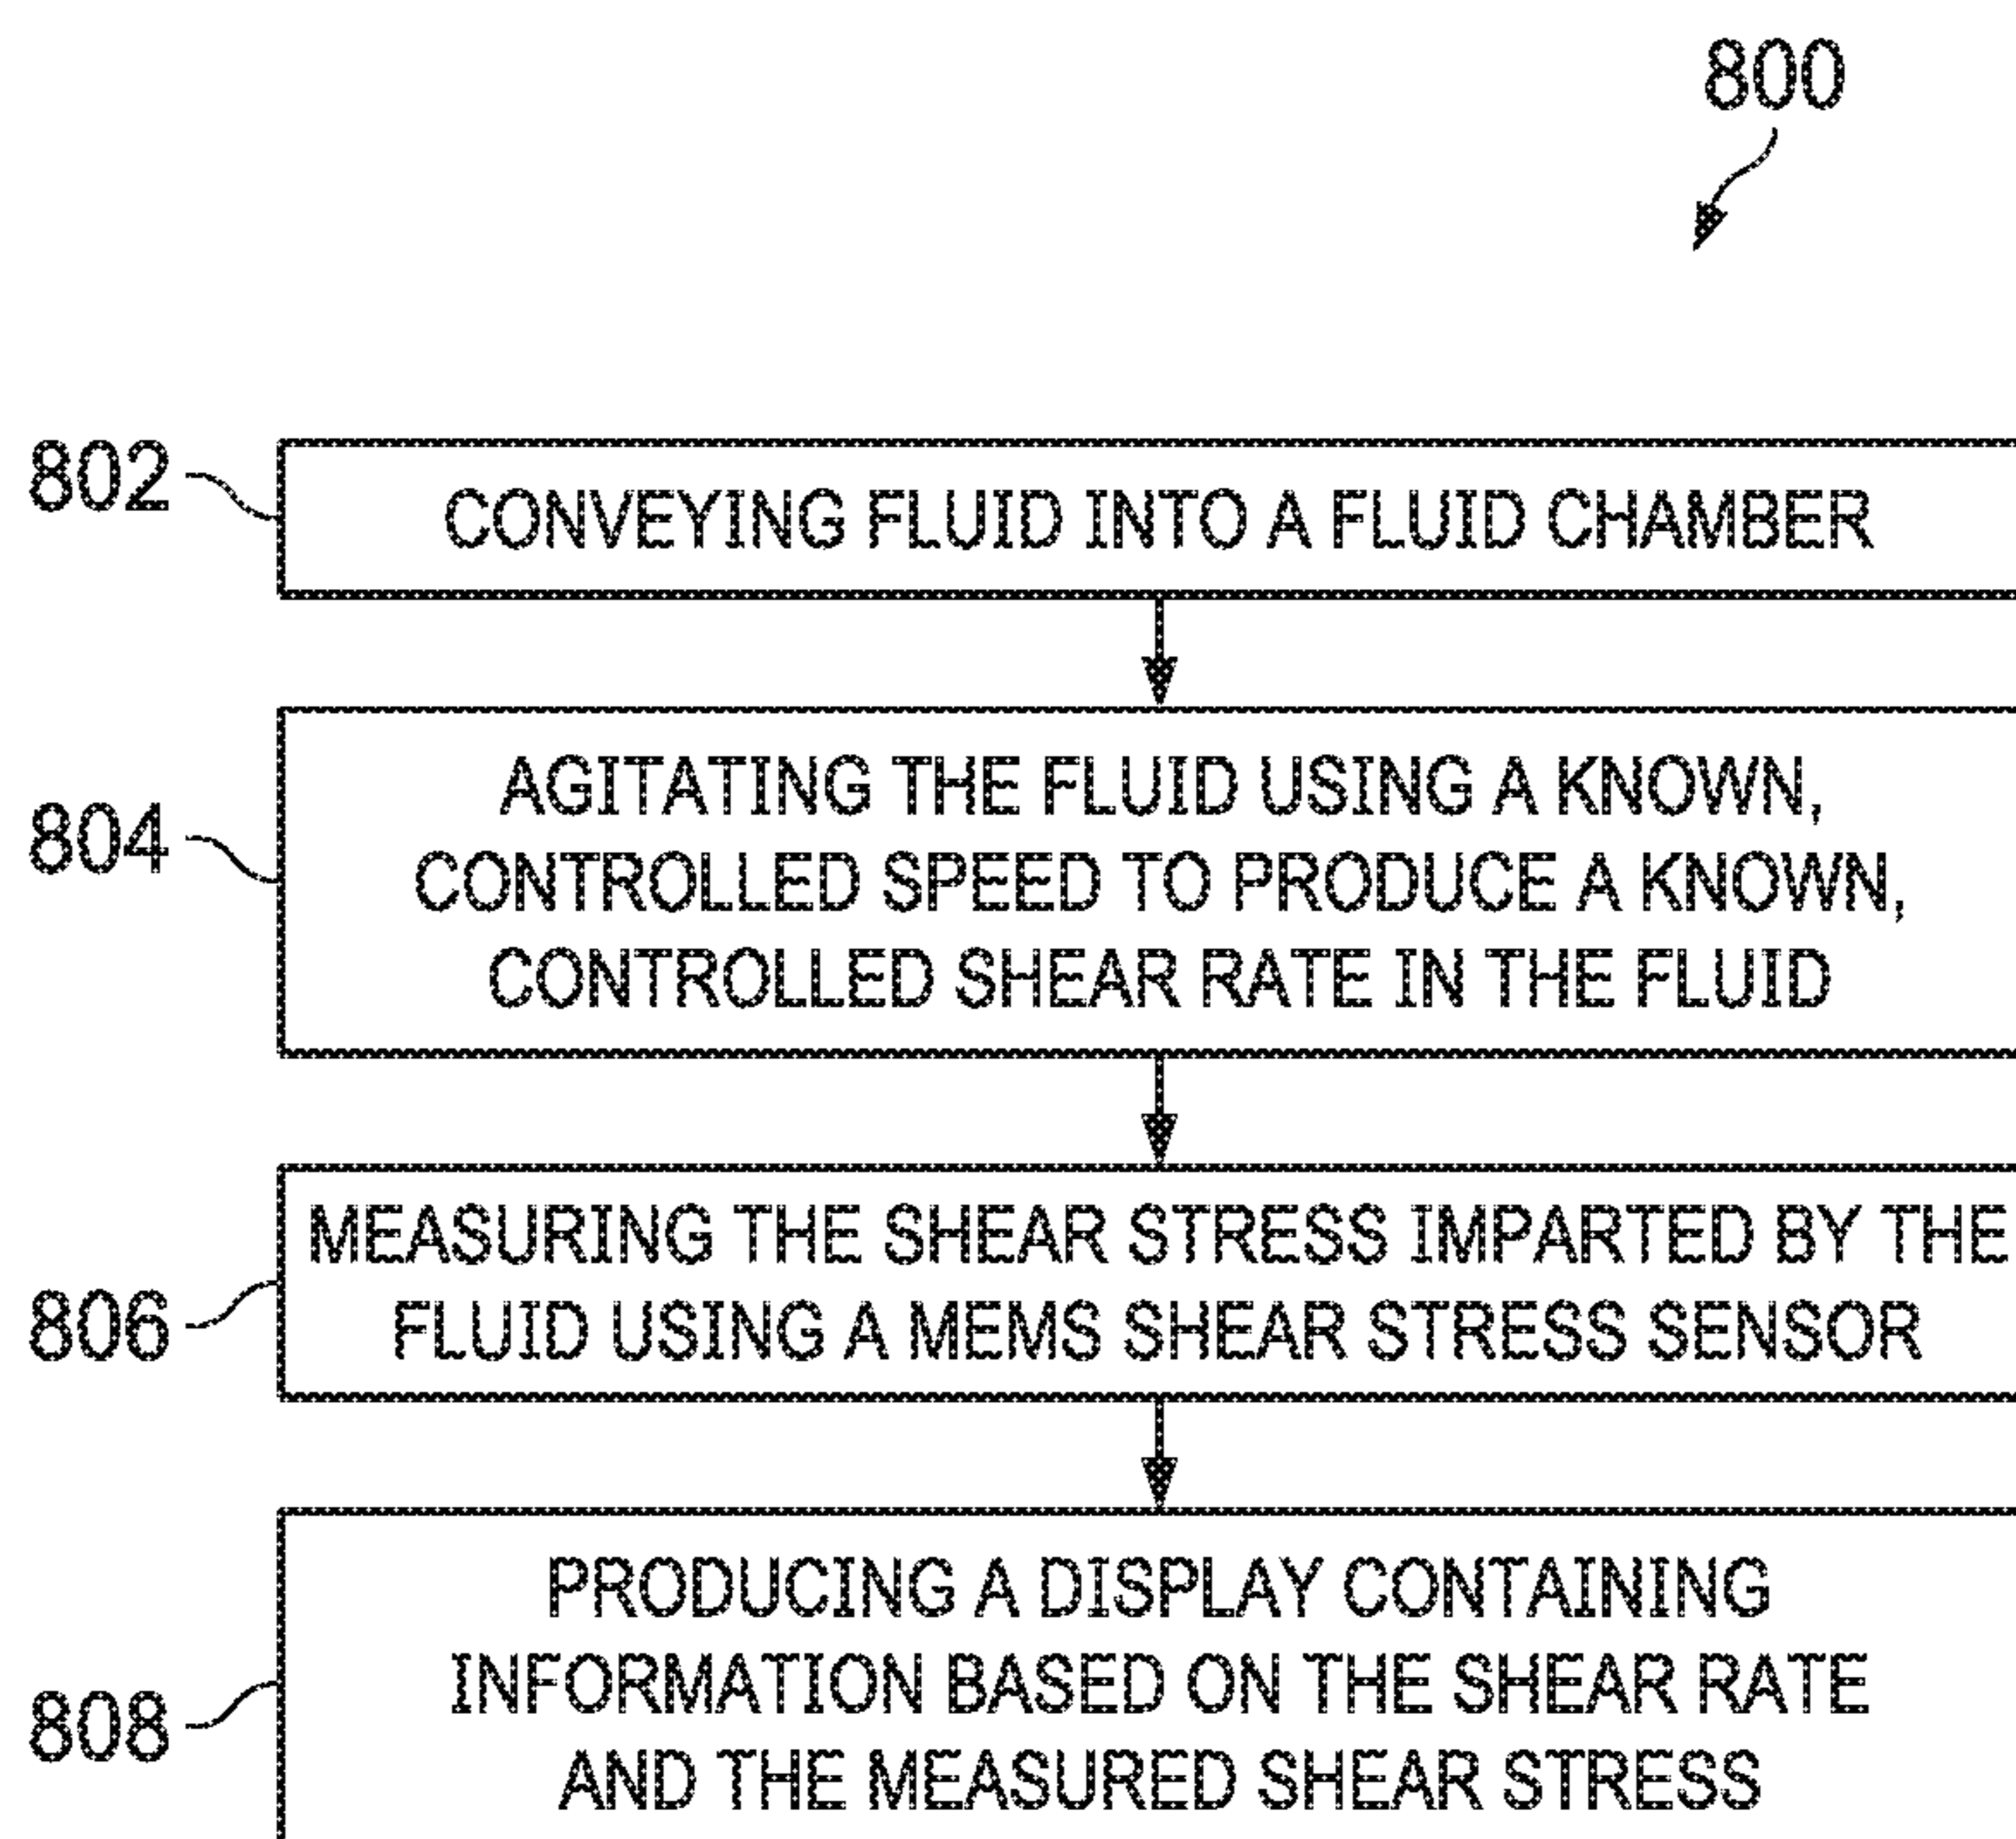 800
802
CONVEYING FLUID INTO A FLUID CHAMBER
804
AGITATING THE FLUID USING A KNOWN,
CONTROLLED SPEED TO PRODUCE A KNOWN,
CONTROLLED SHEAR RATE IN THE FLUID
806
MEASURING THE SHEAR STRESS IMPARTED BY THE
FLUID USING A MEMS SHEAR STRESS SENSOR
808
PRODUCING A DISPLAY CONTAINING
INFORMATION BASED ON THE SHEAR RATE
AND THE MEASURED SHEAR STRESS